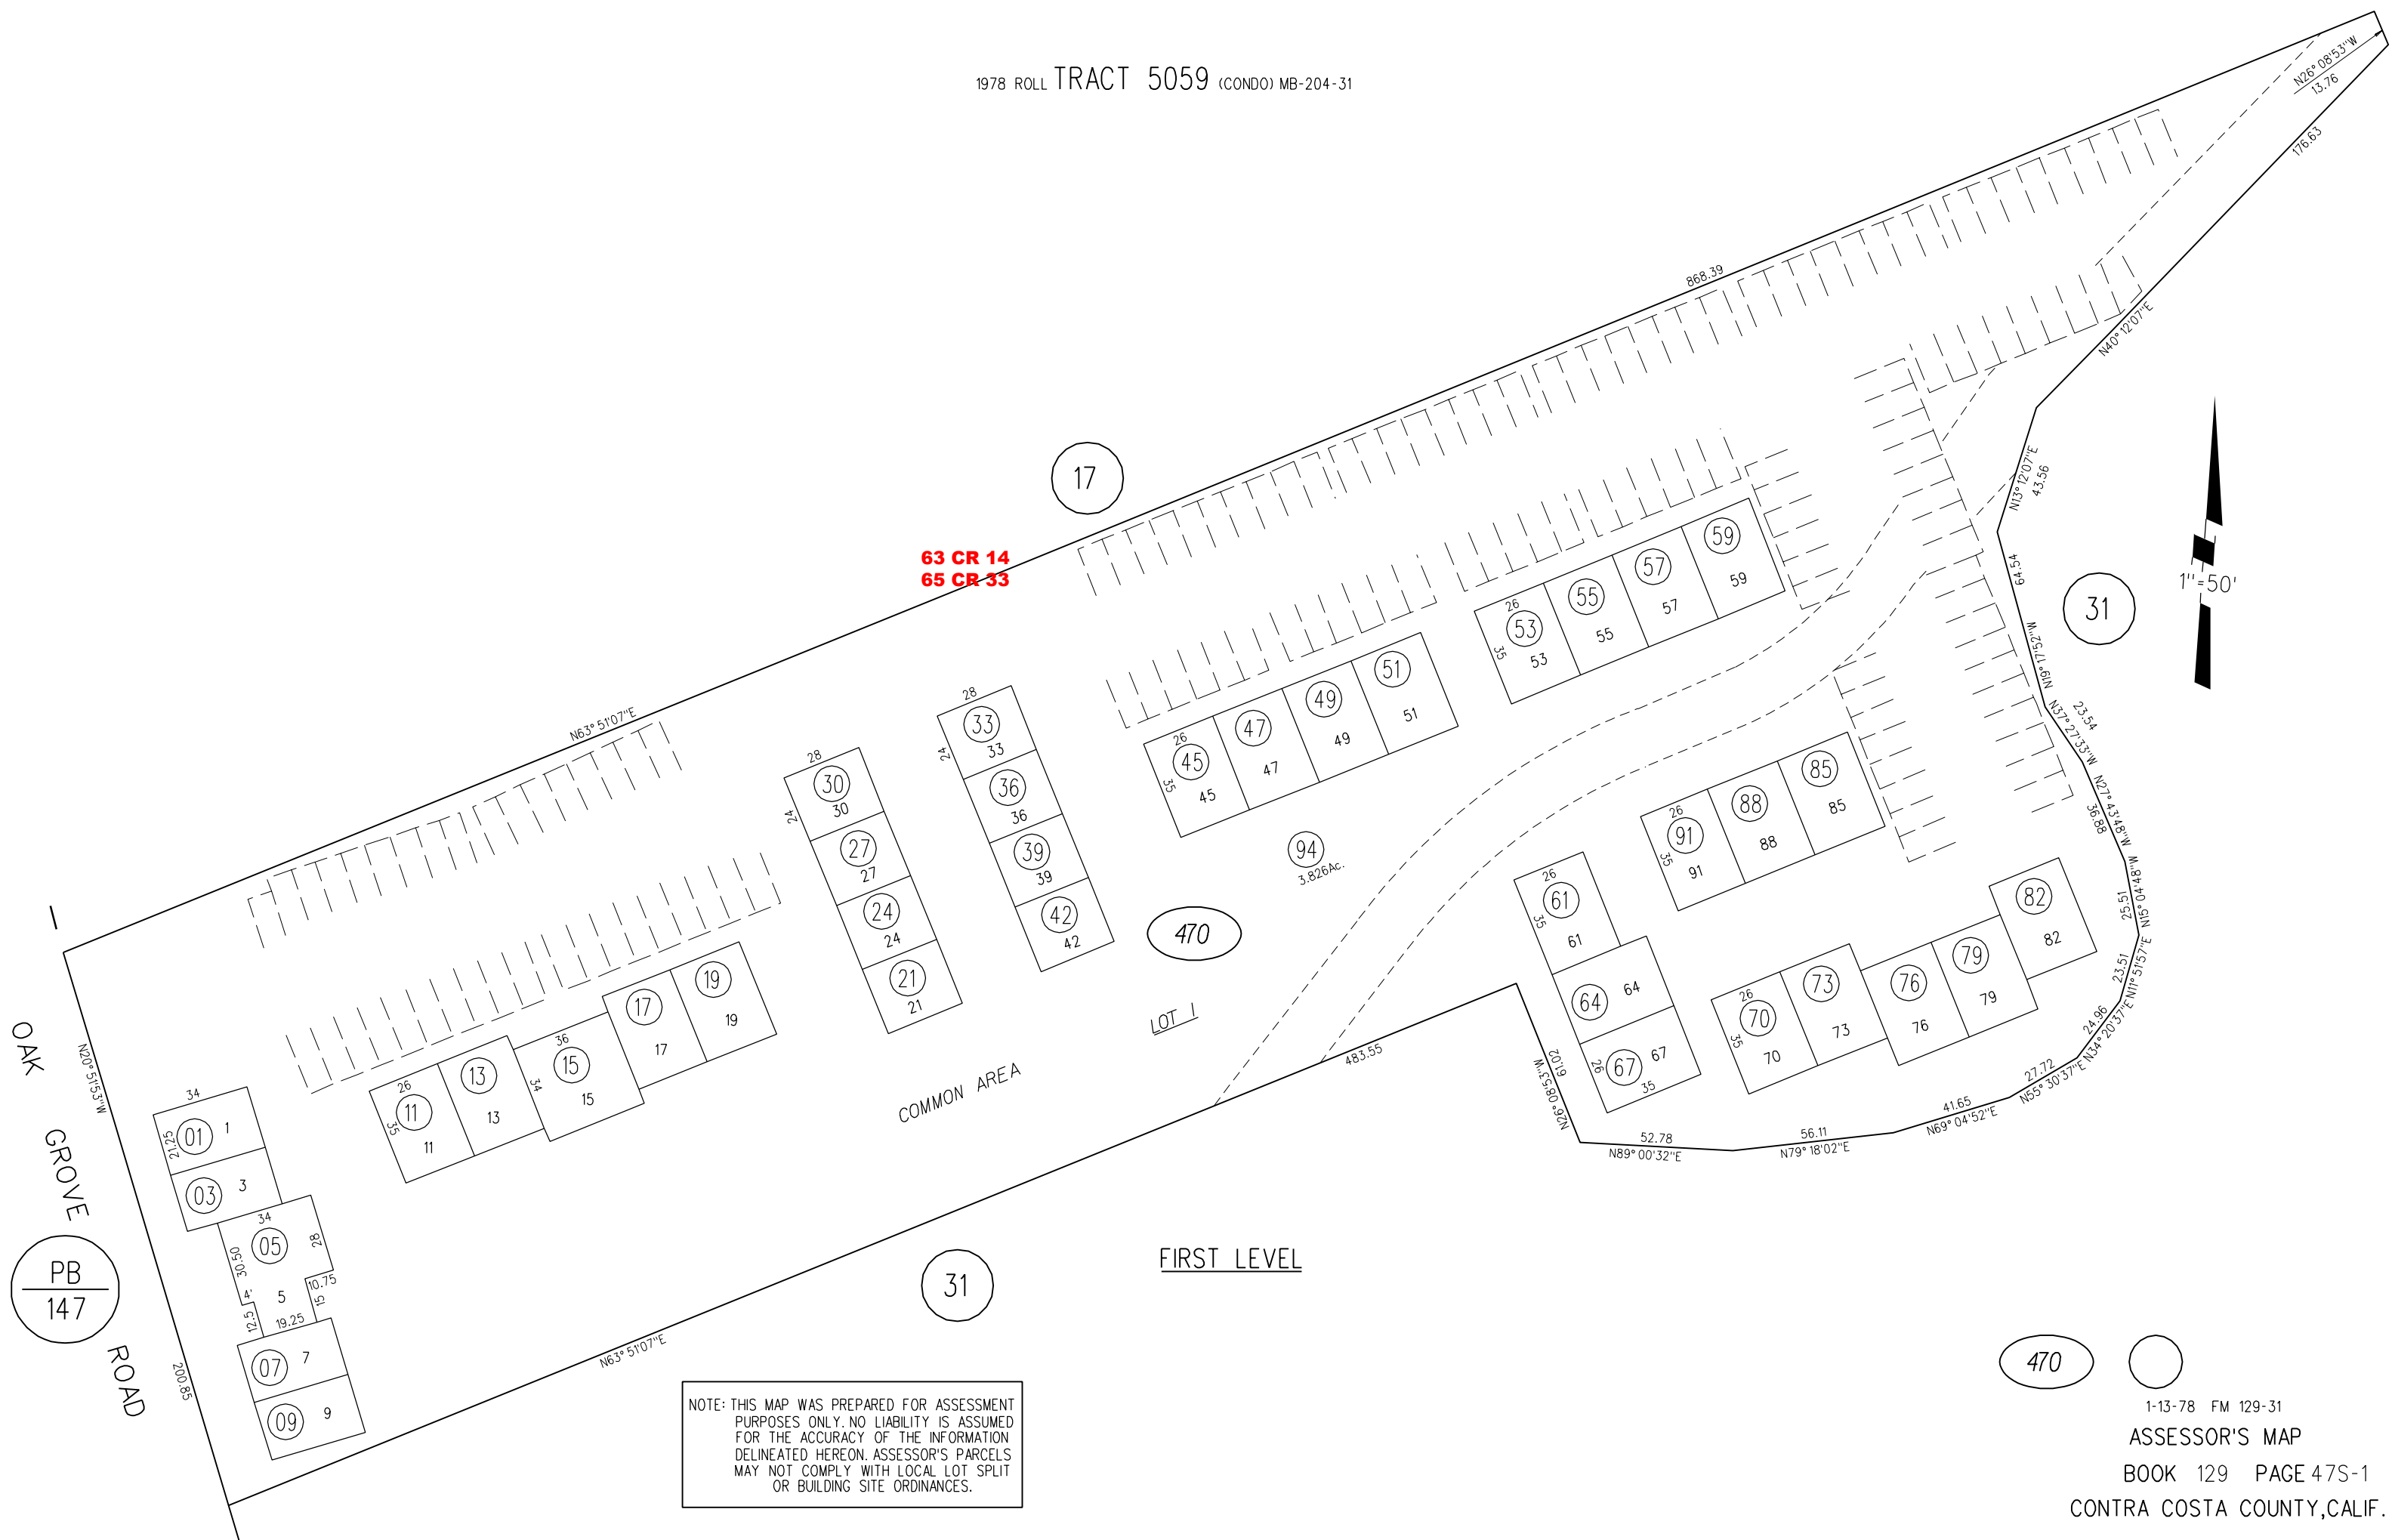 1978 ROLL TRACT 5059 (CONDO) MB-204-31
N26° 08'53"W
13.76
176.63
868.39
N40° 12'07"E
N13° 12'07"E
43.56
17
63 CR 14
65 CR 33
64.54
31
1"=50'
N19° 17'52"W
23.54
N37° 27'33"W
N27° 43'48"W
36.88
N15° 04'48"W
25.51
N11° 51'57"E
23.51
N34° 20'37"E
24.96
N55° 30'37"E
27.72
N69° 04'52"E
41.65
N79° 18'02"E
56.11
N89° 00'32"E
52.78
N26° 08'53"W
61.02
483.55
N63° 51'07"E
26 53 55 57 59
35 53 55 57 59
26 45 47 49 51
35 45 47 49 51
28
24
33
33
36
36
39
39
42
42
28
24
30
30
27
27
24
24
21
21
26 91 88 85
35 91 88 85
94
3.826Ac.
470
LOT 1
COMMON AREA
26
61
35
61
64 64
26 67 67
35
26 70 73 76 79 82
35 70 73 76 79 82
26 11 13
35 11 13
36
34
15
15
17
17
19
19
OAK GROVE ROAD
N20° 51'53"W
200.85
34
21.25 01 1
03 3
34
05
28
30.50
10.75
4'
5
15
12.5
19.25
07 7
09 9
PB
147
31
N63° 51'07"E
FIRST LEVEL
NOTE: THIS MAP WAS PREPARED FOR ASSESSMENT
PURPOSES ONLY. NO LIABILITY IS ASSUMED
FOR THE ACCURACY OF THE INFORMATION
DELINEATED HEREON. ASSESSOR'S PARCELS
MAY NOT COMPLY WITH LOCAL LOT SPLIT
OR BUILDING SITE ORDINANCES.
470
1-13-78 FM 129-31
ASSESSOR'S MAP
BOOK 129 PAGE 47S-1
CONTRA COSTA COUNTY,CALIF.